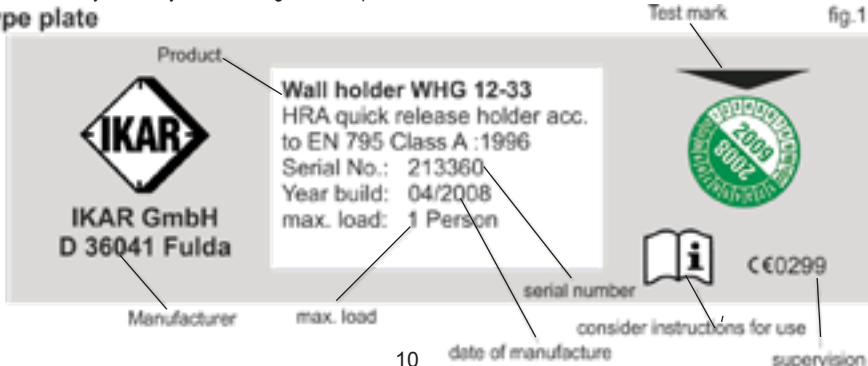 pe plate
Test mark
fig.1
Product
Wall holder WHG 12-33
HRA quick release holder acc.
to EN 795 Class A :1996
Serial No.: 213360
Year build: 04/2008
max. load: 1 Person
IKAR
IKAR GmbH
D 36041 Fulda
2009
2008
i
C€0299
serial number
Manufacturer
max. load
consider instructions for use
10
date of manufacture
supervision